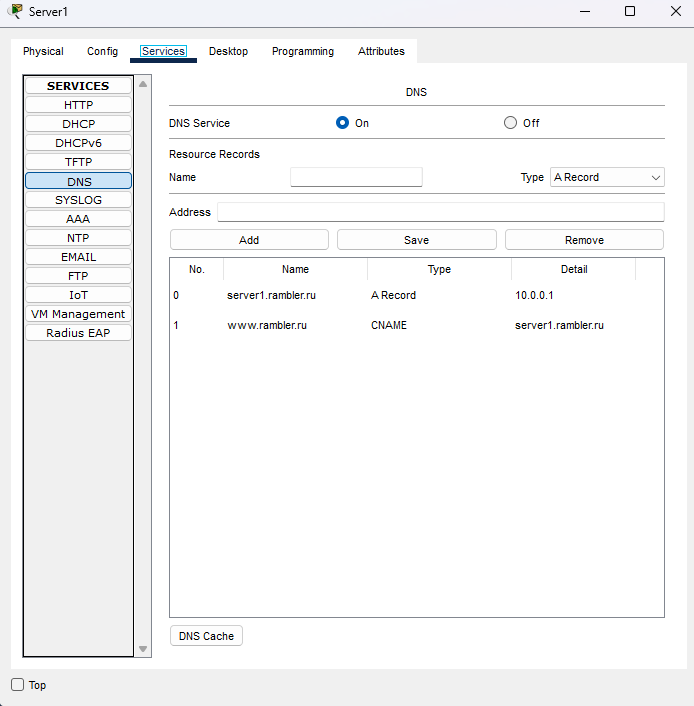 Server1
Physical Config Services Desktop Programming Attributes
SERVICES
HTTP
DHCP
DHCPv6
TFTP
DNS
SYSLOG
AAA
NTP
EMAIL
FTP
IoT
VM Management
Radius EAP
DNS
DNS Service On Off
Resource Records
Name Type A Record
Address
Add Save Remove
No. Name Type Detail
0 server1.rambler.ru A Record 10.0.0.1
1 www.rambler.ru CNAME server1.rambler.ru
DNS Cache
Top